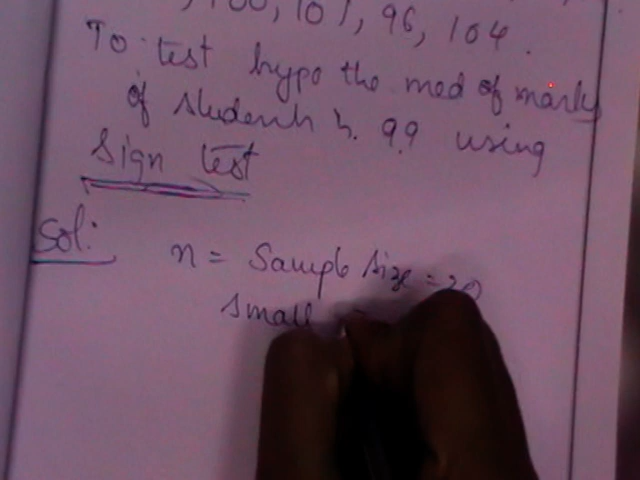 , 100, 101, 96, 104.
To test hypo the med of marks
of students is 99 using
Sign test
Sol:
n = Sample size = 20
small